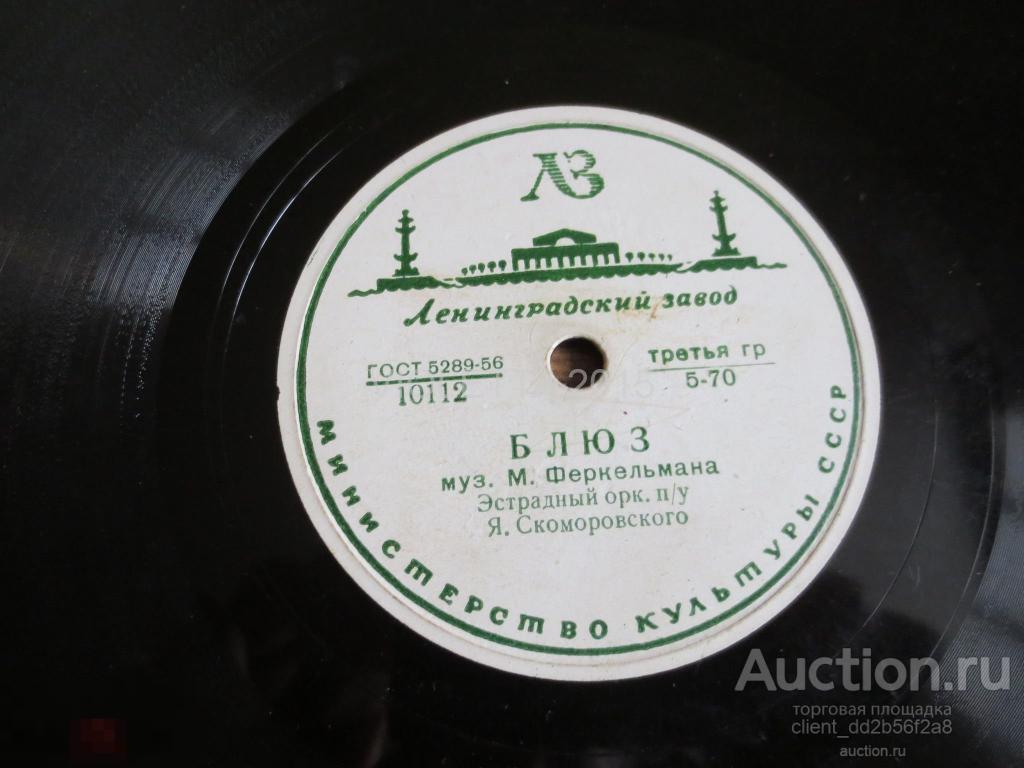 ЛЗ
Ленинградский завод
ГОСТ 5289-56
10112
третья гр
5-70
БЛЮЗ
муз. М. Феркельмана
Эстрадный орк. п/у
Я. Скоморовского
МИНИСТЕРСТВО КУЛЬТУРЫ СССР
Auction.ru
торговая площадка
client_dd2b56f2a8
auction.ru